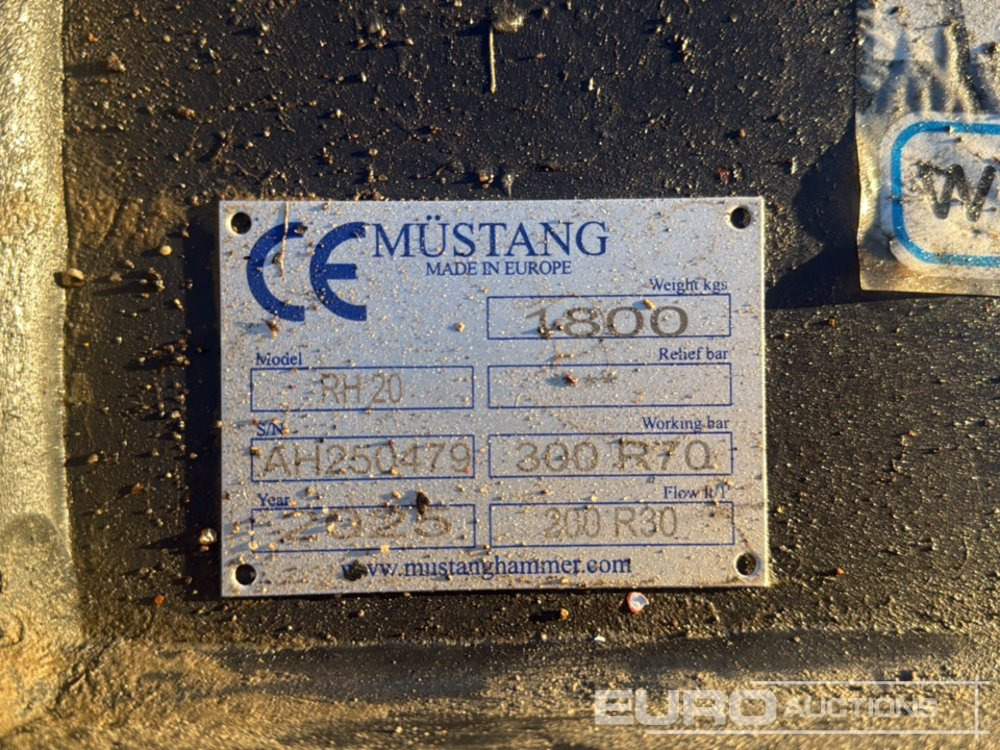 CE MÜSTANG
MADE IN EUROPE
Weight kgs
1800
Model
Relief bar
RH 20
**
S/N
Working bar
AH250479
300 R70
Year
Flow lt/1
2025
200 R30
www.mustanghammer.com
W
EURO AUCTIONS